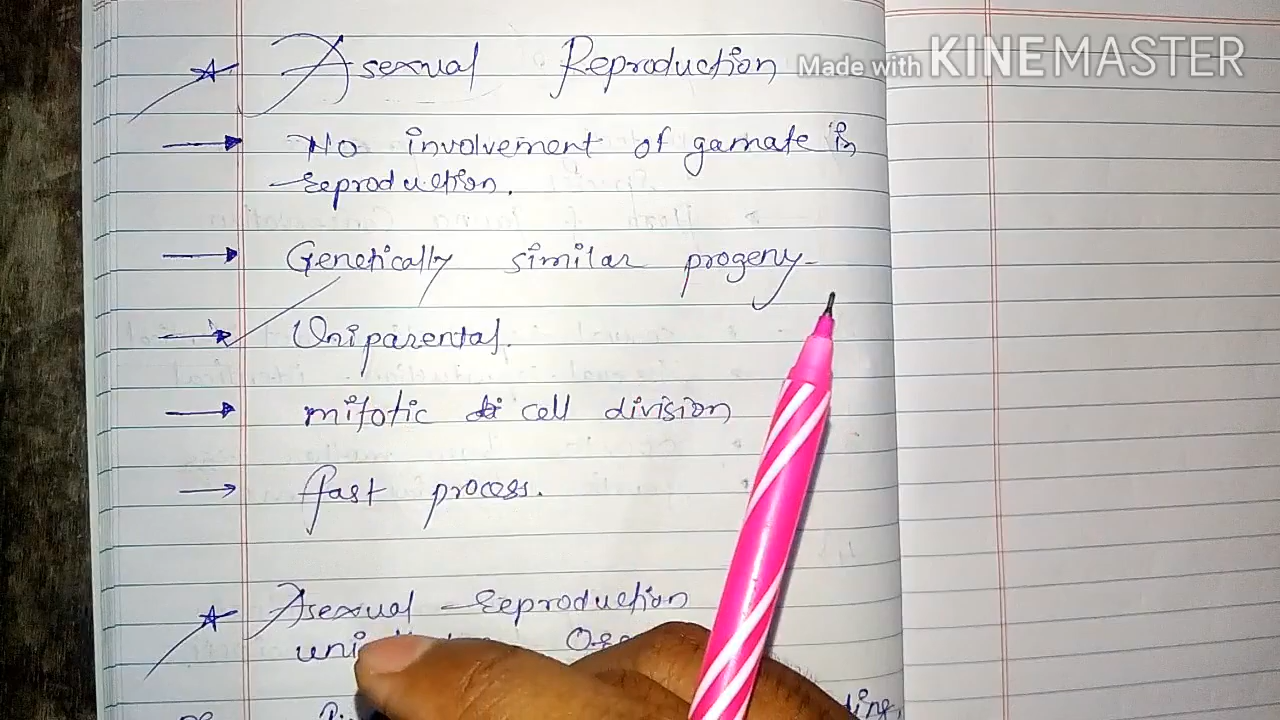 Asexual Reproduction
Made with KINEMASTER
No involvement of gamate in
reproduction.
Genetically similar progeny-
Uniparental.
mitotic cell division
fast process.
Asexual reproduction